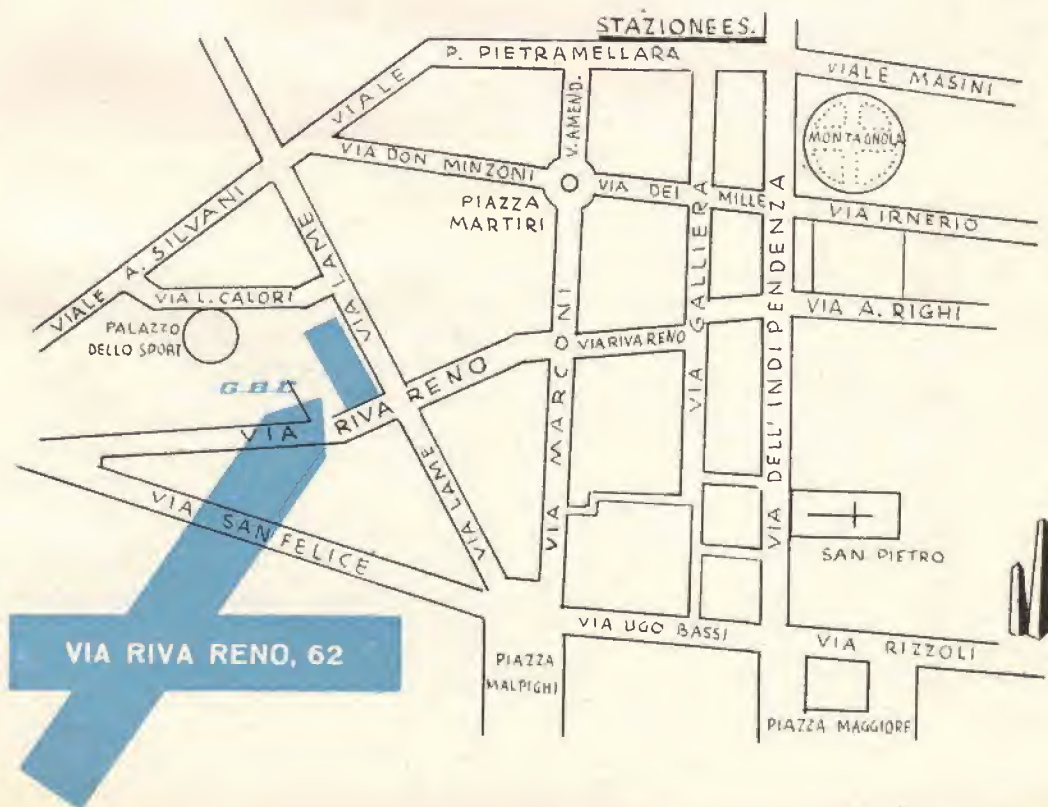 STAZIONE ES.
P. PIETRAMELLARA
VIALE
VIALE MASINI
V. AMEND.
MONTAGNOLA
VIA DON MINZONI
VIA DEI MILLE
PIAZZA
MARTIRI
VIA IRNERIO
VIALE A. SILVANI
VIA LAME
VIA L. CALORI
VIA GALLIERA
VIA DELL'INDIPENDENZA
VIA A. RIGHI
PALAZZO
DELLO SPORT
VIA RIVA RENO
G.B.C.
VIA RIVA RENO
VIA MARCONI
VIA LAME
VIA SAN FELICE
SAN PIETRO
VIA UGO BASSI
VIA RIZZOLI
VIA RIVA RENO, 62
PIAZZA
MALPIGHI
PIAZZA MAGGIORE